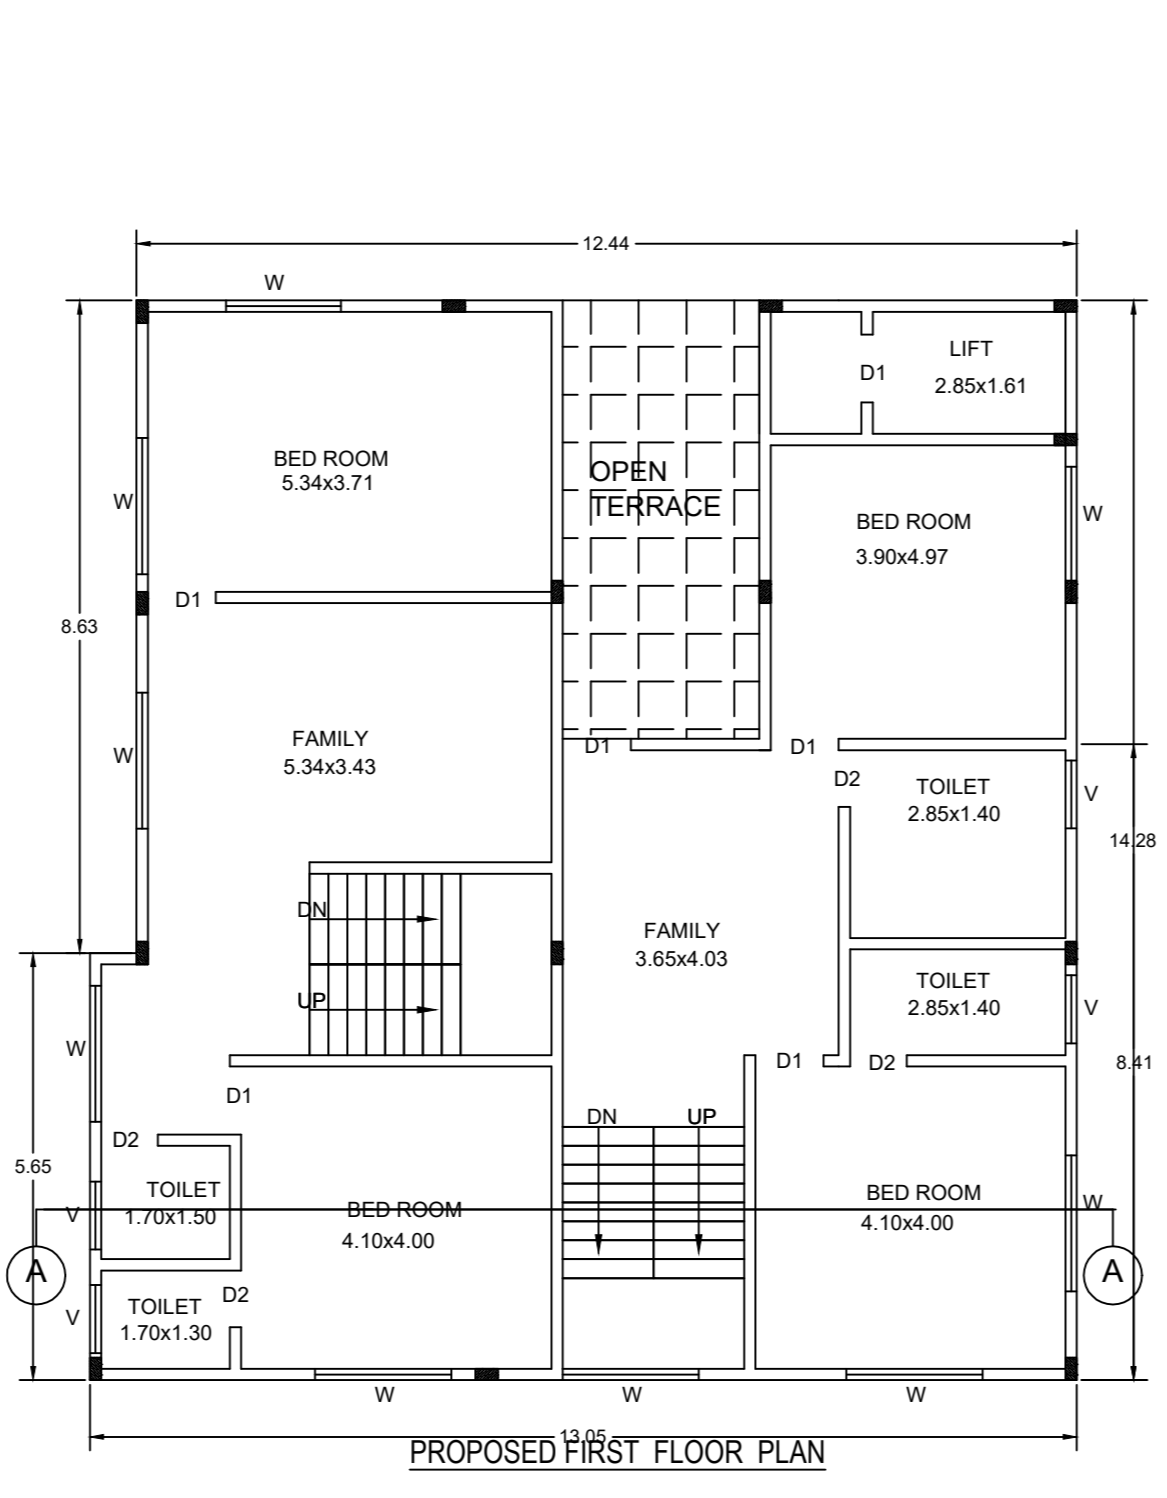 12.44
W
LIFT
D1
2.85x1.61
BED ROOM
5.34x3.71
OPEN
TERRACE
W
W
BED ROOM
3.90x4.97
D1
8.63
FAMILY
5.34x3.43
W
D1
D1
D2
TOILET
2.85x1.40
V
14.28
DN
FAMILY
3.65x4.03
UP
TOILET
2.85x1.40
V
W
D1
D2
8.41
D1
DN
UP
D2
5.65
TOILET
1.70x1.50
V
BED ROOM
4.10x4.00
BED ROOM
4.10x4.00
W
A
A
D2
TOILET
1.70x1.30
V
W
W
W
13.05
PROPOSED FIRST FLOOR PLAN